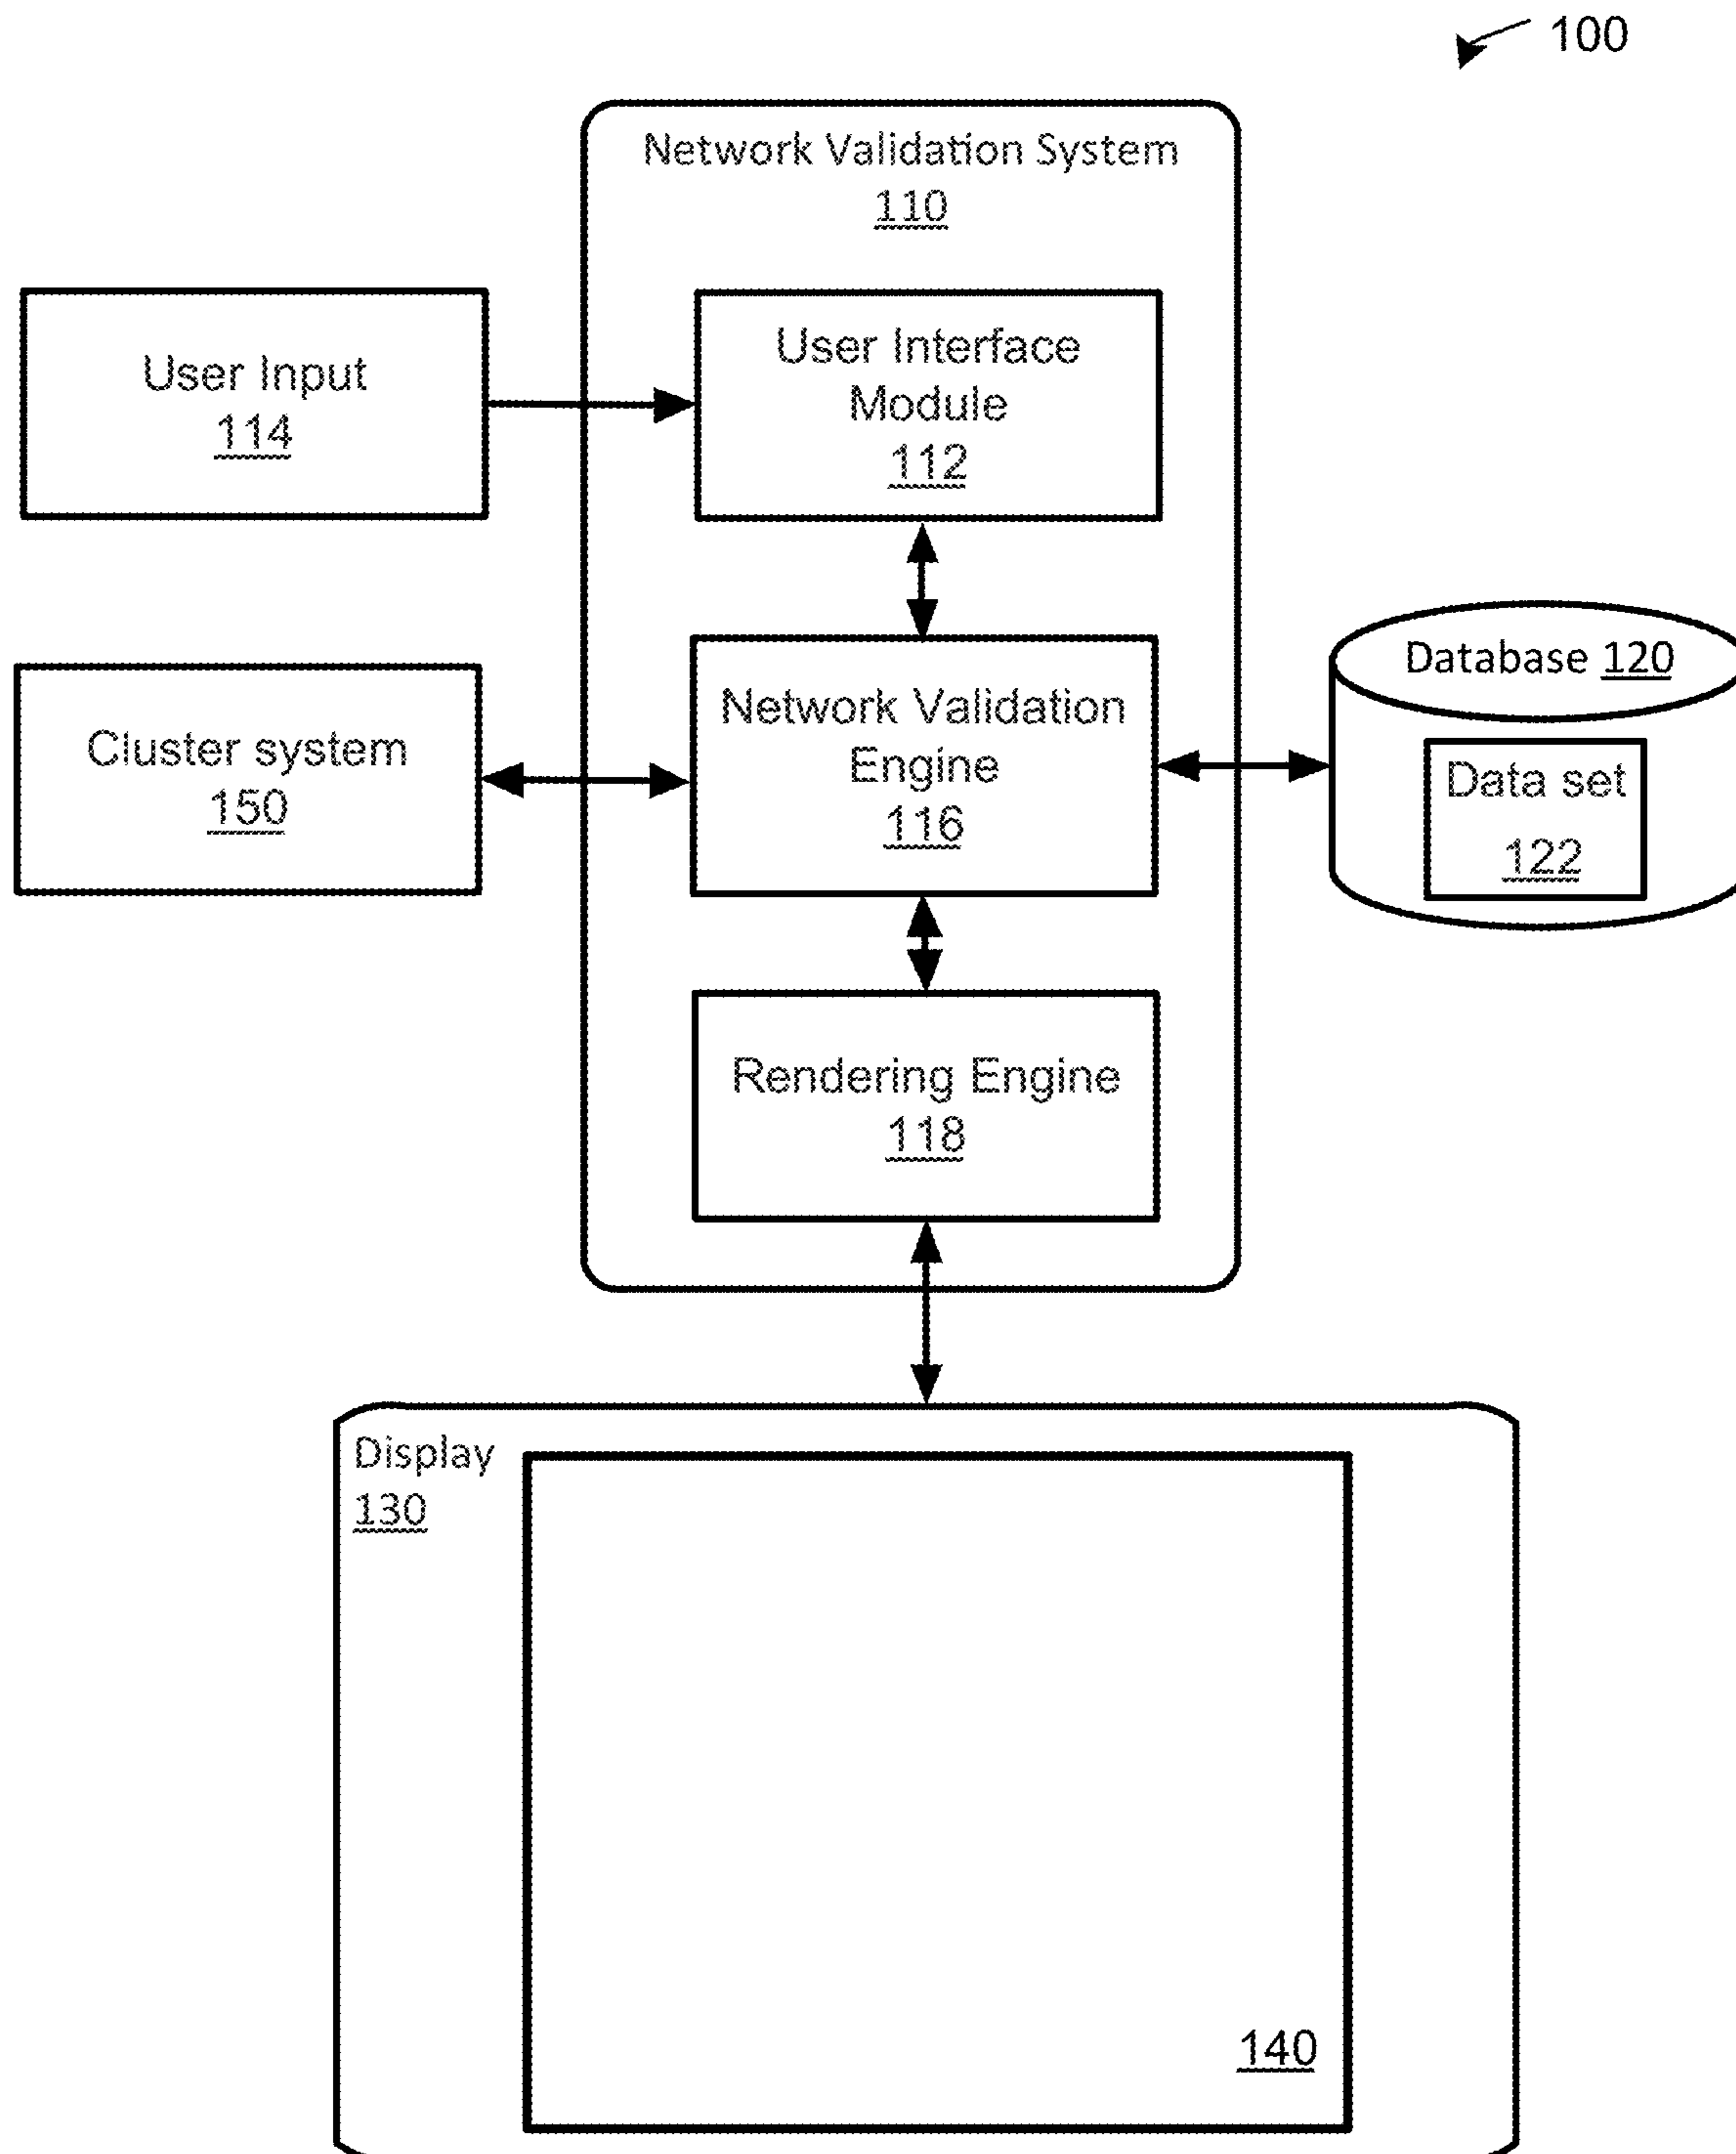 100
Network Validation System
110
User Input
114
User Interface
Module
112
Cluster system
150
Network Validation
Engine
116
Database 120
Data set
122
Rendering Engine
118
Display
130
140